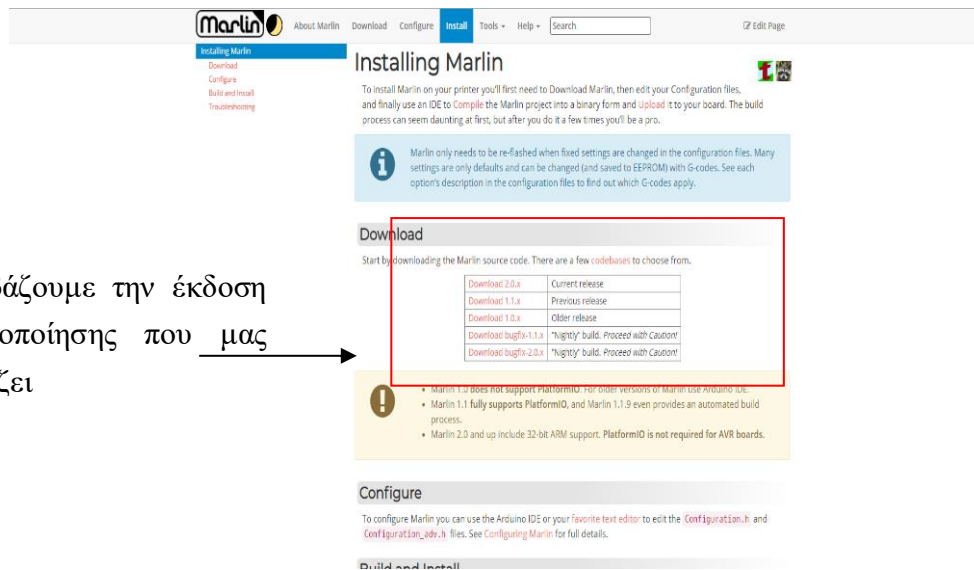 Marlin
About Marlin Download Configure Install Tools Help Search Edit Page
Installing Marlin
Download
Configure
Build and Install
Troubleshooting
Installing Marlin
To install Marlin on your printer you'll first need to Download Marlin, then edit your Configuration files,
and finally use an IDE to Compile the Marlin project into a binary form and Upload it to your board. The build
process can seem daunting at first, but after you do it a few times you'll be a pro.
Marlin only needs to be re-flashed when fixed settings are changed in the configuration files. Many
settings are only defaults and can be changed (and saved to EEPROM) with G-codes. See each
option's description in the configuration files to find out which G-codes apply.
Download
Start by downloading the Marlin source code. There are a few codebases to choose from.
Download 2.0.x Current release
Download 1.1.x Previous release
Download 1.0.x Older release
Download bugfix-1.1.x "Nightly" build. Proceed with Caution!
Download bugfix-2.0.x "Nightly" build. Proceed with Caution!
άζουμε την έκδοση
οποίησης που μας
ζει
• Marlin 1.0 does not support PlatformIO. For older versions of Marlin use Arduino IDE.
• Marlin 1.1 fully supports PlatformIO, and Marlin 1.1.9 even provides an automated build
process.
• Marlin 2.0 and up include 32-bit ARM support. PlatformIO is not required for AVR boards.
Configure
To configure Marlin you can use the Arduino IDE or your favorite text editor to edit the Configuration.h and
Configuration_adv.h files. See Configuring Marlin for full details.
Build and Install